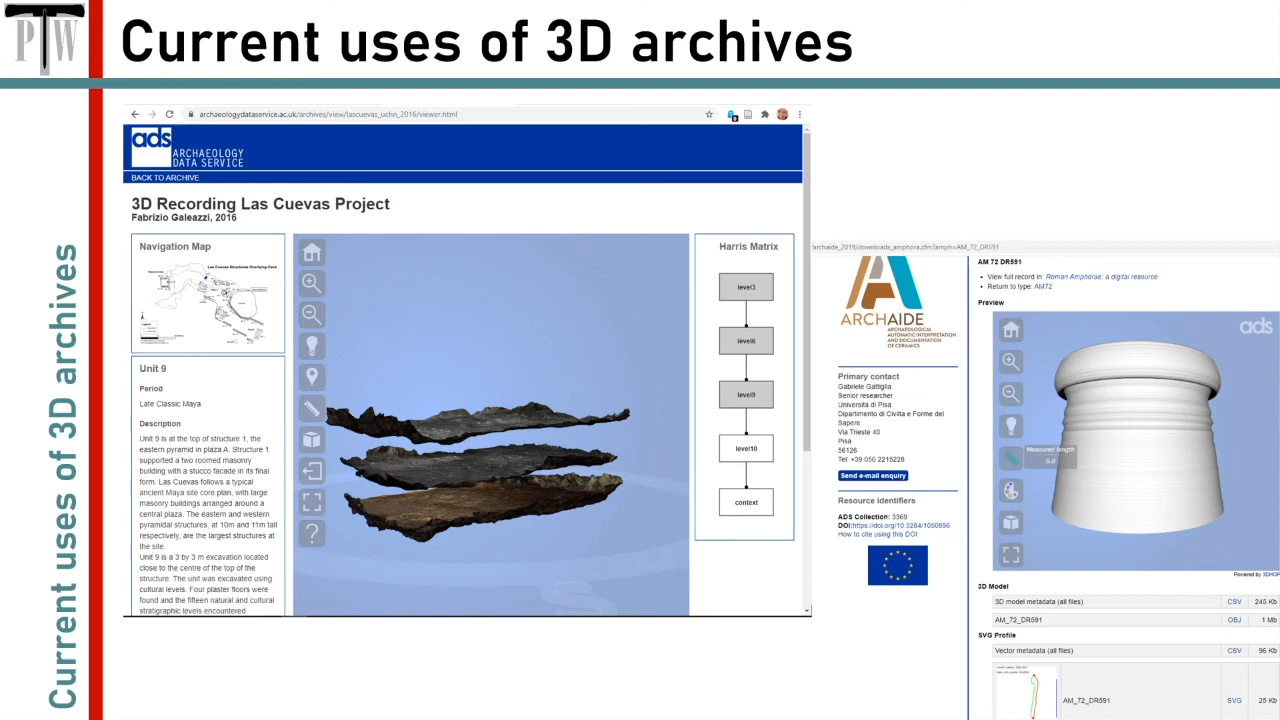 PTW
Current uses of 3D archives
Current uses of 3D archives
archaeologydataservice.ac.uk/archives/view/lascuevas_uchn_2016/viewer.html
ads
ARCHAEOLOGY
DATA SERVICE
BACK TO ARCHIVE
3D Recording Las Cuevas Project
Fabrizio Galeazzi, 2016
Navigation Map
Las Cuevas Structures Overlying Cave
Unit 9
Period
Late Classic Maya
Description
Unit 9 is at the top of structure 1, the
eastern pyramid in plaza A. Structure 1
supported a two roomed masonry
building with a stucco facade in its final
form. Las Cuevas follows a typical
ancient Maya site core plan, with large
masonry buildings arranged around a
central plaza. The eastern and western
pyramidal structures, at 10m and 11m tall
respectively, are the largest structures at
the site.
Unit 9 is a 3 by 3 m excavation located
close to the centre of the top of the
structure. The unit was excavated using
cultural levels. Four plaster floors were
found and the fifteen natural and cultural
stratigraphic levels encountered
Harris Matrix
level3
level6
level9
level10
context
archaide_2019/downloads_amphora.cfm?amph=AM_72_DR591
ARCHAIDE
ARCHAEOLOGICAL
AUTOMATIC INTERPRETATION
AND DOCUMENTATION
OF CERAMICS
Primary contact
Gabriele Gattiglia
Senior researcher
Universita di Pisa
Dipartimento di Civilta e Forme del
Sapere
Via Trieste 40
Pisa
56126
Tel: +39 050 2215228
Send e-mail enquiry
Resource identifiers
ADS Collection: 3365
DOI:https://doi.org/10.5284/1050896
How to cite using this DOI
AM 72 DR591
View full record in: Roman Amphorae: a digital resource
Return to type: AM72
Preview
ads
Measured length
0.0
Powered by 3DHOP
3D Model
3D model metadata (all files) CSV 245 Kb
AM_72_DR591 OBJ 1 Mb
SVG Profile
Vector metadata (all files) CSV 96 Kb
AM_72_DR591 SVG 25 Kb